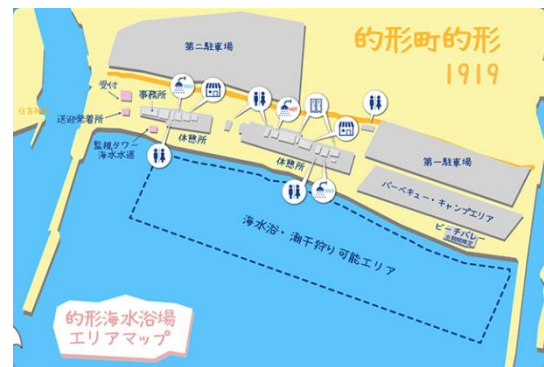 的形町的形
1919
第二駐車場
受付
事務所
送迎発着所
監視タワー
海水水道
休憩所
休憩所
第一駐車場
バーベキュー・キャンプエリア
ビーチバレー
海水浴・潮干狩り可能エリア
的形海水浴場
エリアマップ